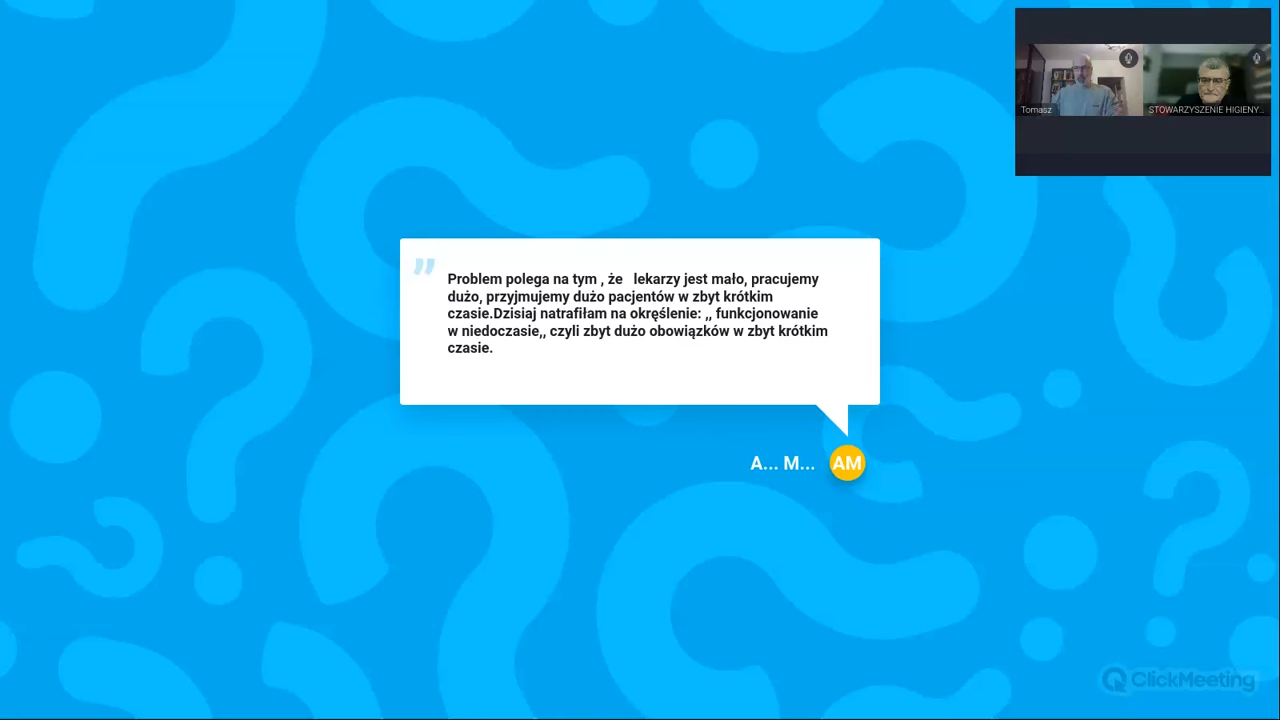 Tomasz
STOWARZYSZENIE HIGIENY...
"
Problem polega na tym , że   lekarzy jest mało, pracujemy
dużo, przyjmujemy dużo pacjentów w zbyt krótkim
czasie.Dzisiaj natrafiłam na okręślenie: ,, funkcjonowanie
w niedoczasie,, czyli zbyt dużo obowiązków w zbyt krótkim
czasie.
A... M...
AM
ClickMeeting